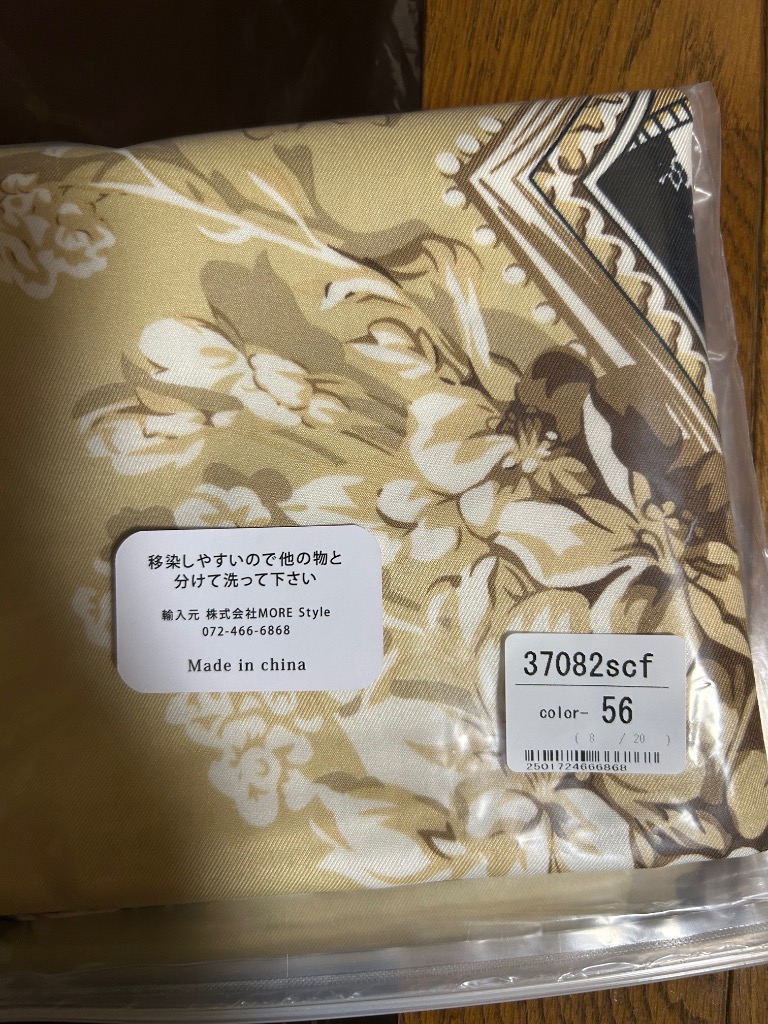 移染しやすいので他の物と
分けて洗って下さい
輸入元 株式会社MORE Style
072-466-6868
Made in china
37082scf
color- 56
( 8 / 20 )
2501724666868